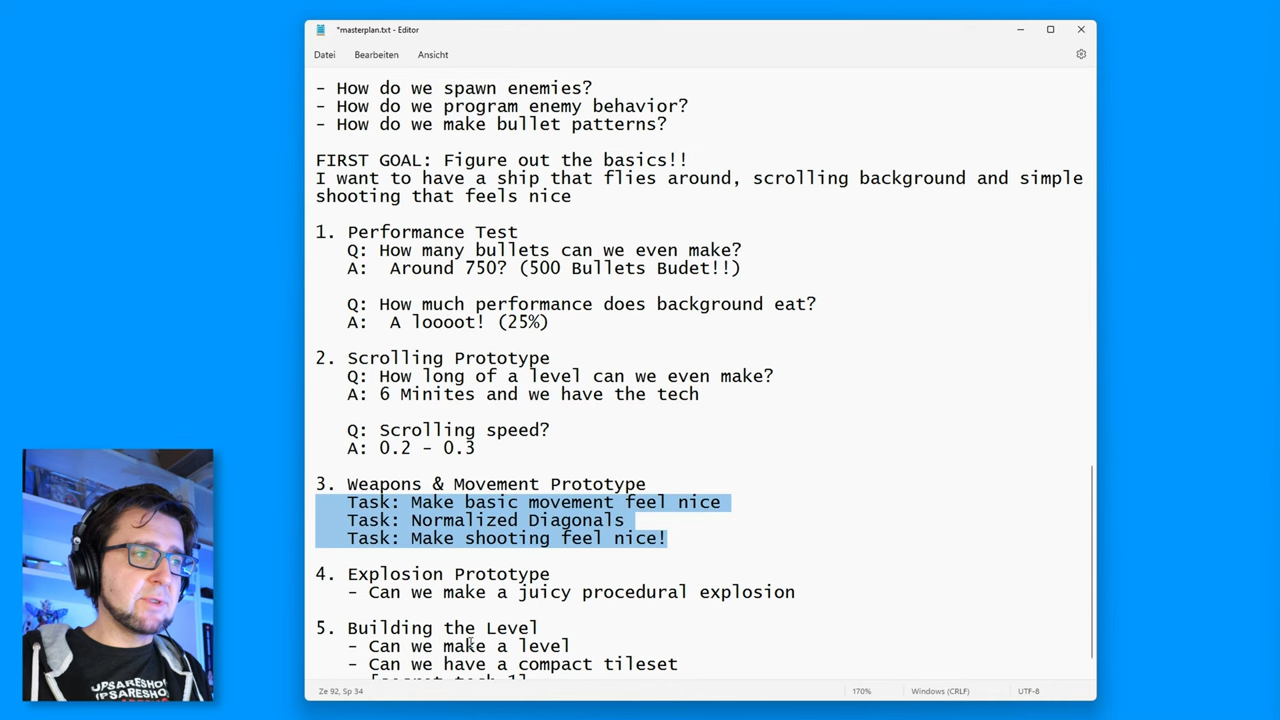 *masterplan.txt - Editor
Datei Bearbeiten Ansicht
- How do we spawn enemies?
- How do we program enemy behavior?
- How do we make bullet patterns?
FIRST GOAL: Figure out the basics!!
I want to have a ship that flies around, scrolling background and simple
shooting that feels nice
1. Performance Test
Q: How many bullets can we even make?
A:  Around 750? (500 Bullets Budet!!)
Q: How much performance does background eat?
A:  A loooot! (25%)
2. Scrolling Prototype
Q: How long of a level can we even make?
A: 6 Minites and we have the tech
Q: Scrolling speed?
A: 0.2 - 0.3
3. Weapons & Movement Prototype
Task: Make basic movement feel nice
Task: Normalized Diagonals
Task: Make shooting feel nice!
4. Explosion Prototype
- Can we make a juicy procedural explosion
5. Building the Level
- Can we make a level
- Can we have a compact tileset
- [secret tech 1]
Ze 92, Sp 34 170% Windows (CRLF) UTF-8
UPSARESHO
UPSARESHO